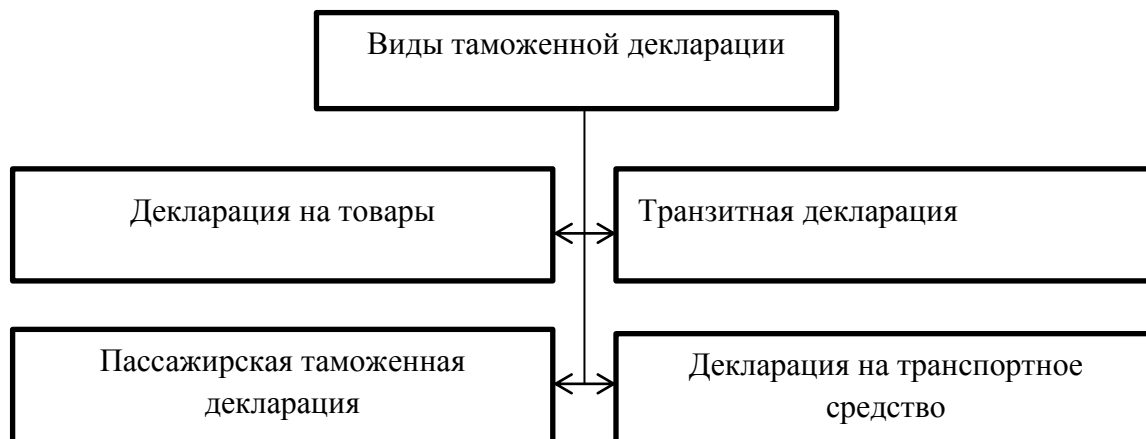 Виды таможенной декларации
Декларация на товары
Транзитная декларация
Пассажирская таможенная
декларация
Декларация на транспортное
средство